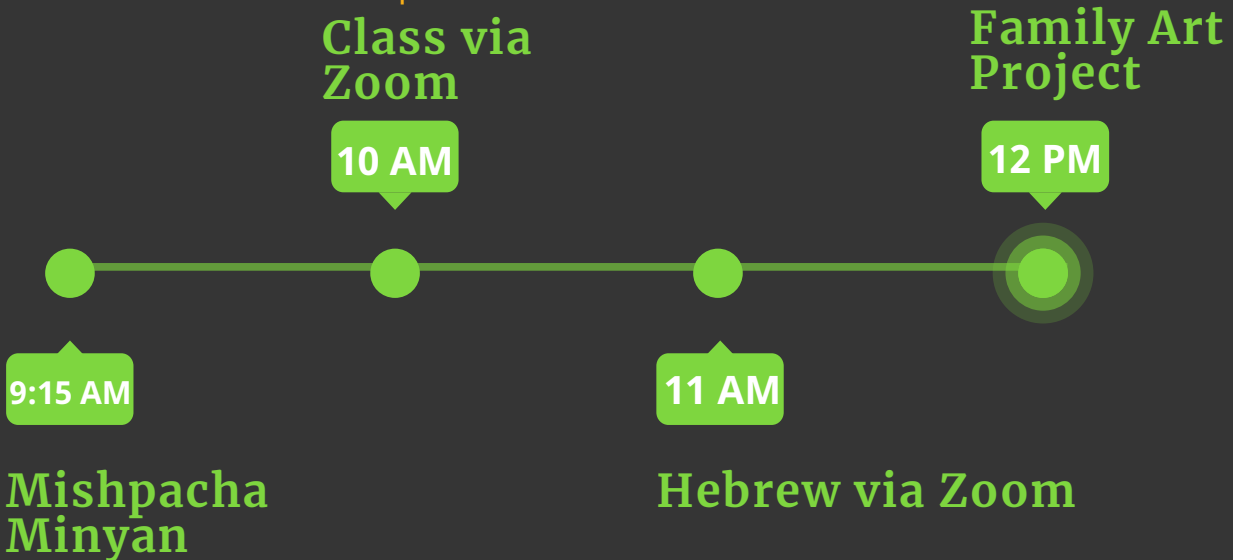 Class via
Zoom
Family Art
Project
10 AM
12 PM
9:15 AM
11 AM
Mishpacha
Minyan
Hebrew via Zoom